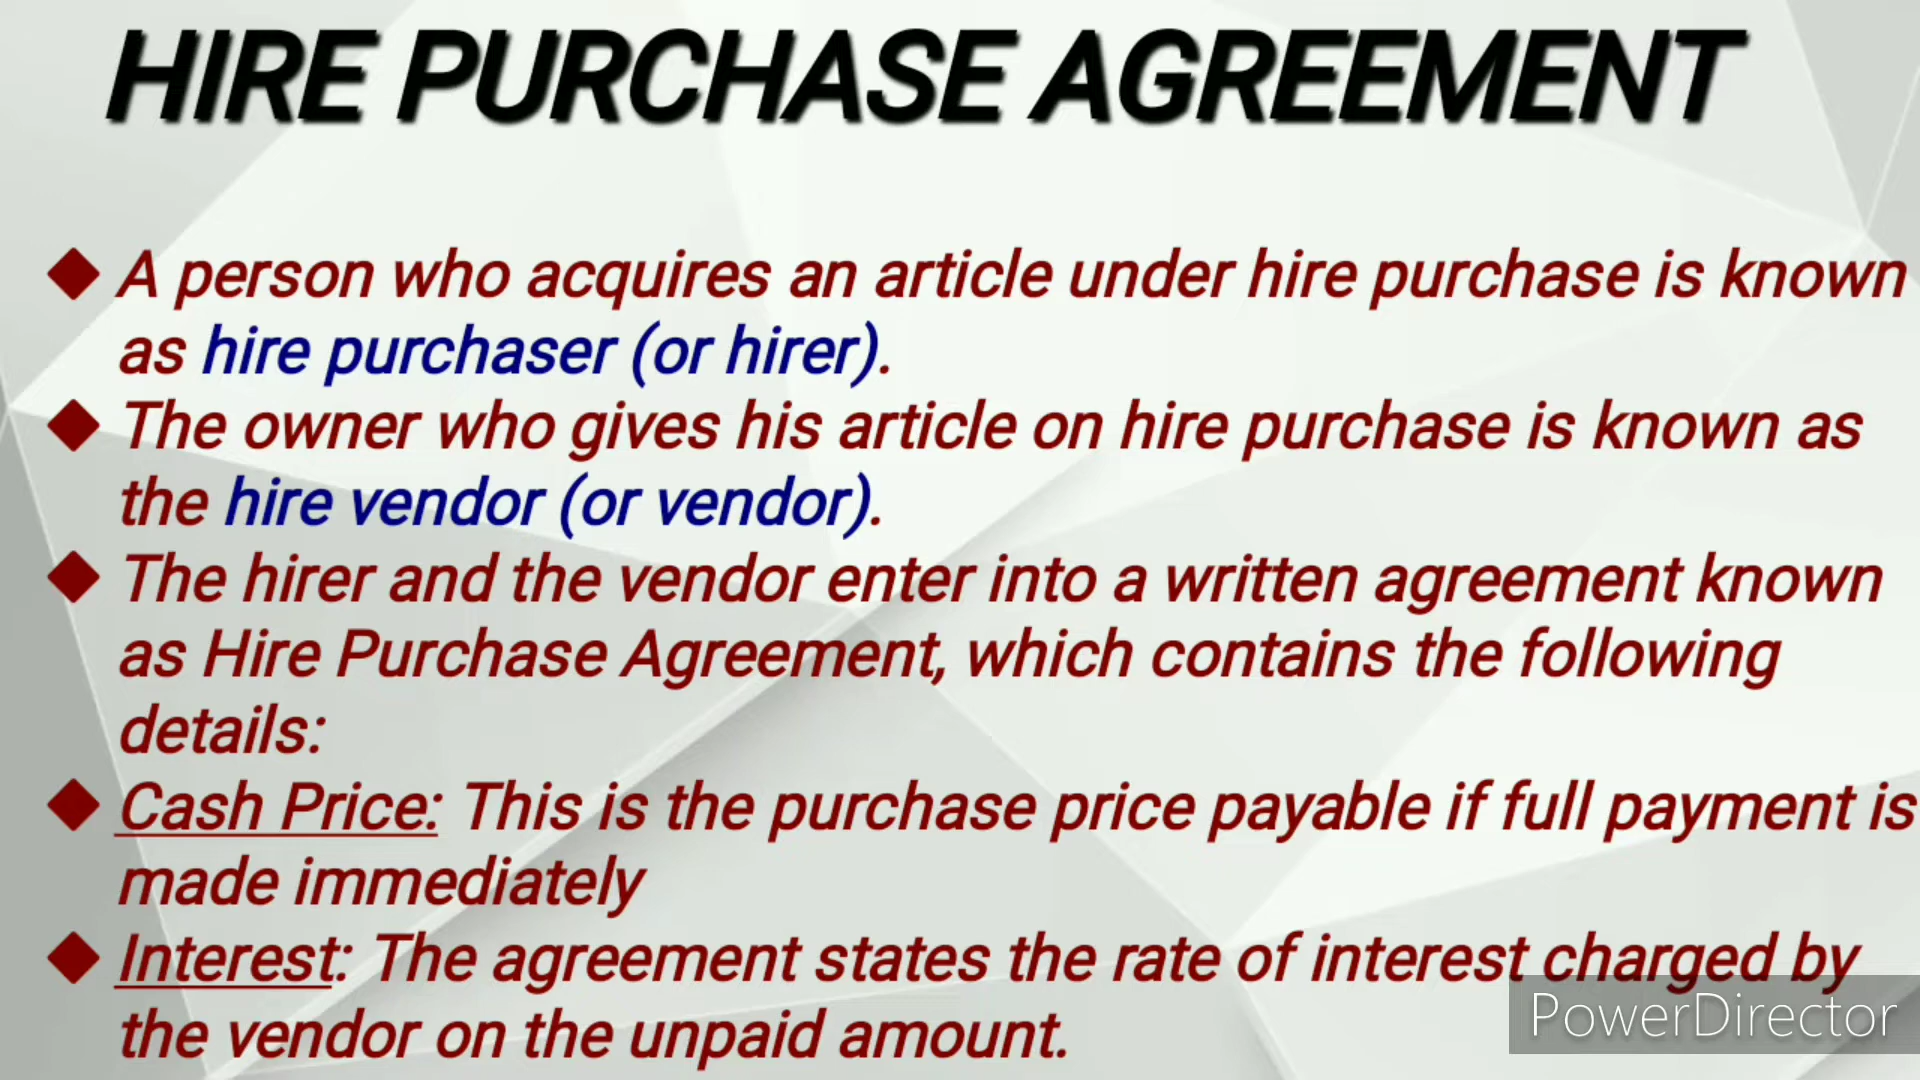 HIRE PURCHASE AGREEMENT
◆ A person who acquires an article under hire purchase is known
as hire purchaser (or hirer).
◆ The owner who gives his article on hire purchase is known as
the hire vendor (or vendor).
◆ The hirer and the vendor enter into a written agreement known
as Hire Purchase Agreement, which contains the following
details:
◆ Cash Price: This is the purchase price payable if full payment is
made immediately
◆ Interest: The agreement states the rate of interest charged by
the vendor on the unpaid amount.
PowerDirector